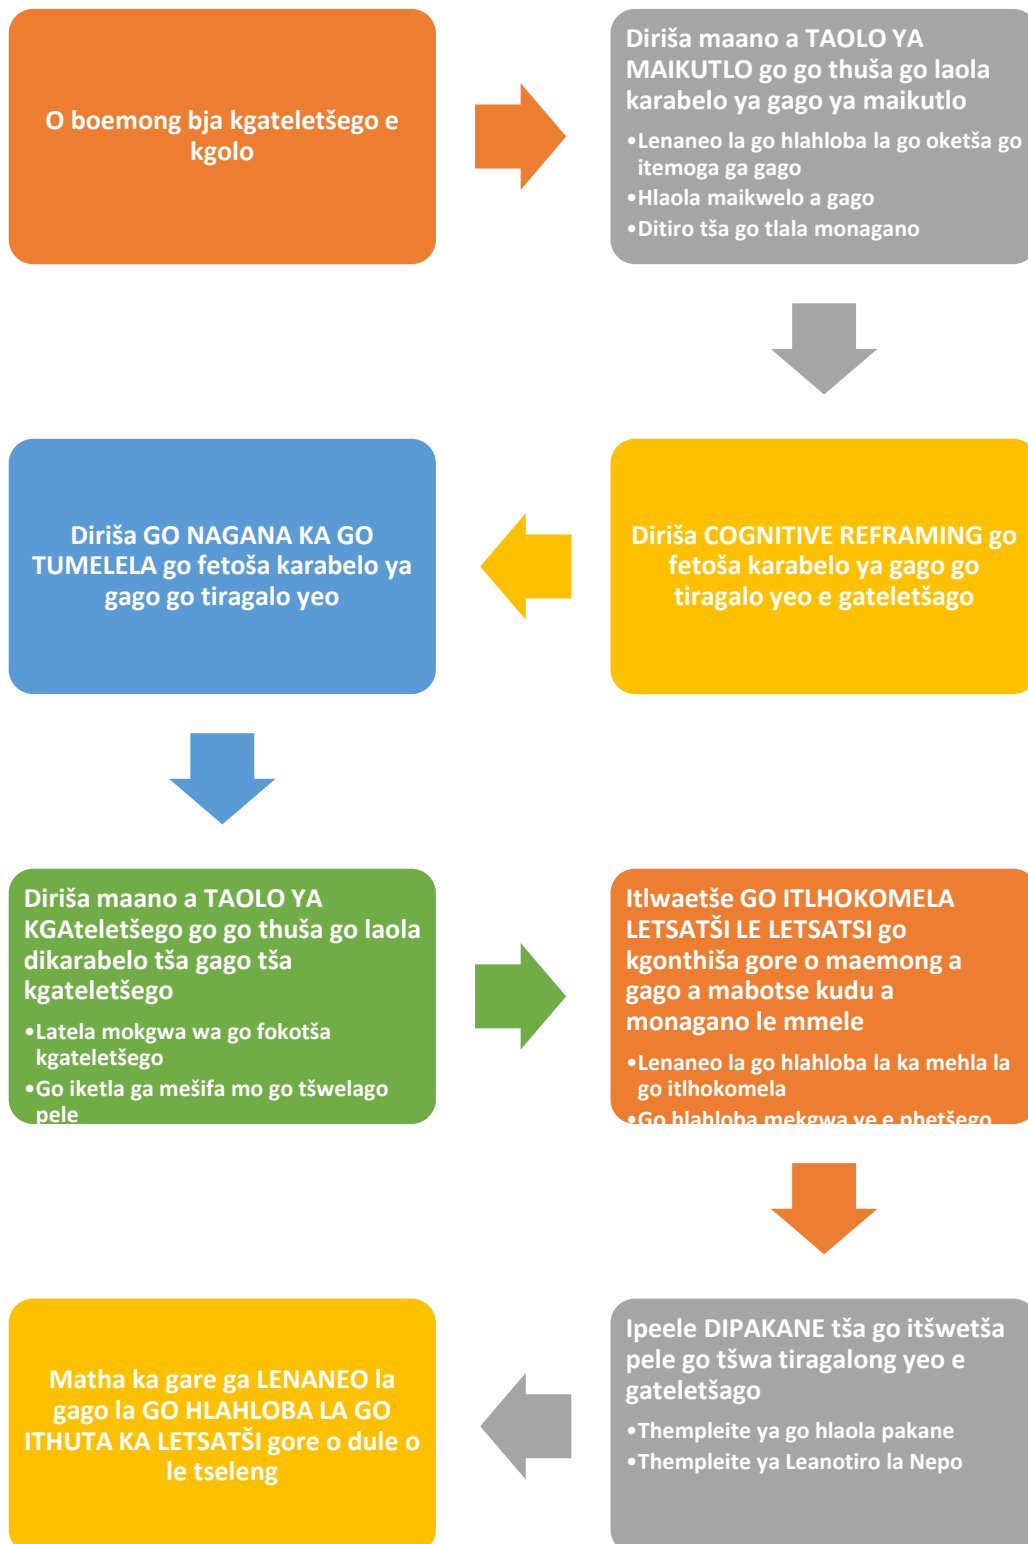 O boemong bja kgateletšego e
kgolo
Diriša maano a TAOLO YA
MAIKUTLO go go thuša go laola
karabelo ya gago ya maikutlo
•Lenaneo la go hlahloba la go oketša go
itemoga ga gago
•Hlaola maikwelo a gago
•Ditiro tša go tlala monagano
Diriša COGNITIVE REFRAMING go
fetoša karabelo ya gago go
tiragalo yeo e gateletšago
Diriša GO NAGANA KA GO
TUMELELA go fetoša karabelo ya
gago go tiragalo yeo
Diriša maano a TAOLO YA
KGAteletšego go go thuša go laola
dikarabelo tša gago tša
kgateletšego
•Latela mokgwa wa go fokotša
kgateletšego
•Go iketla ga mešifa mo go tšwelago
pele
Itlwaetše GO ITLHOKOMELA
LETSATŠI LE LETSATSI go
kgonthiša gore o maemong a
gago a mabotse kudu a
monagano le mmele
•Lenaneo la go hlahloba la ka mehla la
go itlhokomela
•Go hlahloba mekgwa ye e phetšego
Ipeele DIPAKANE tša go itšwetša
pele go tšwa tiragalong yeo e
gateletšago
•Thempleite ya go hlaola pakane
•Thempleite ya Leanotiro la Nepo
Matha ka gare ga LENANEO la
gago la GO HLAHLOBA LA GO
ITHUTA KA LETSATŠI gore o dule o
le tseleng